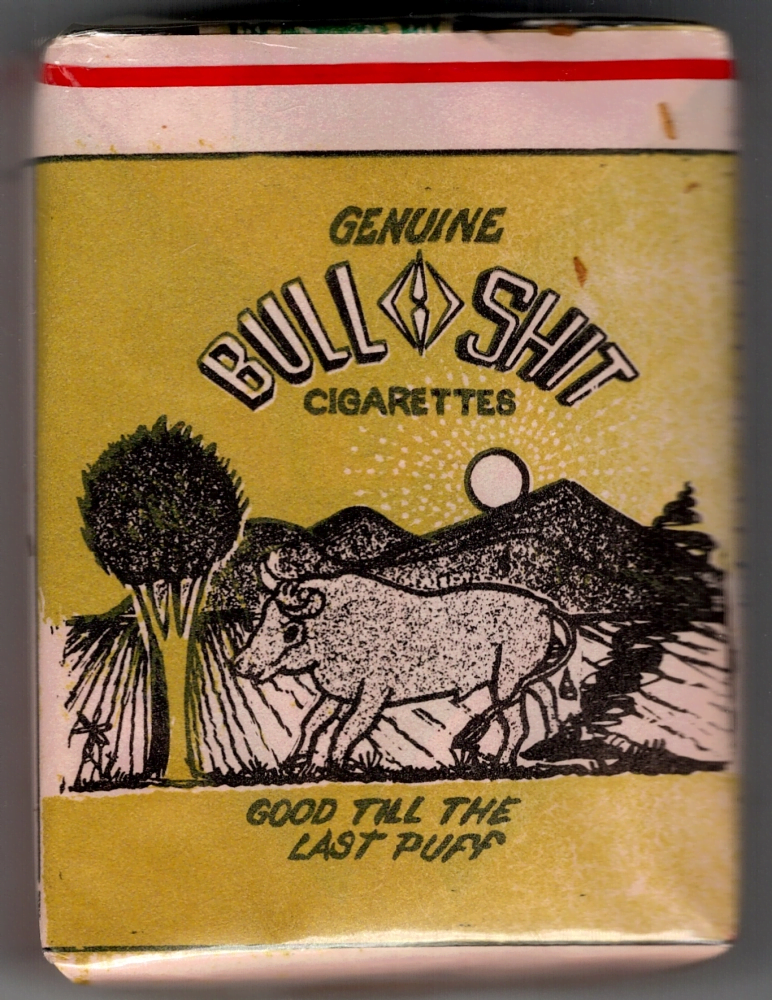 GENUINE
BULL SHIT
CIGARETTES
GOOD TILL THE
LAST PUFF